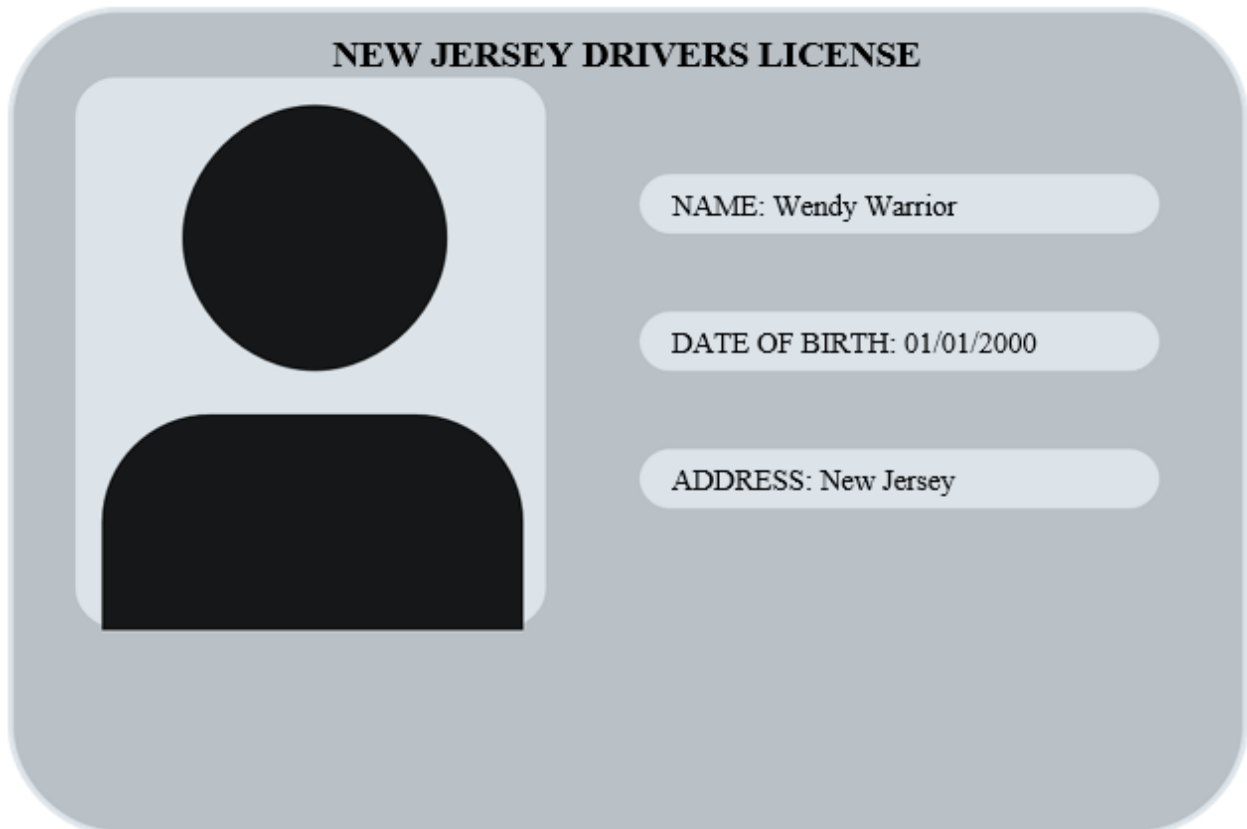 NEW JERSEY DRIVERS LICENSE
NAME: Wendy Warrior
DATE OF BIRTH: 01/01/2000
ADDRESS: New Jersey